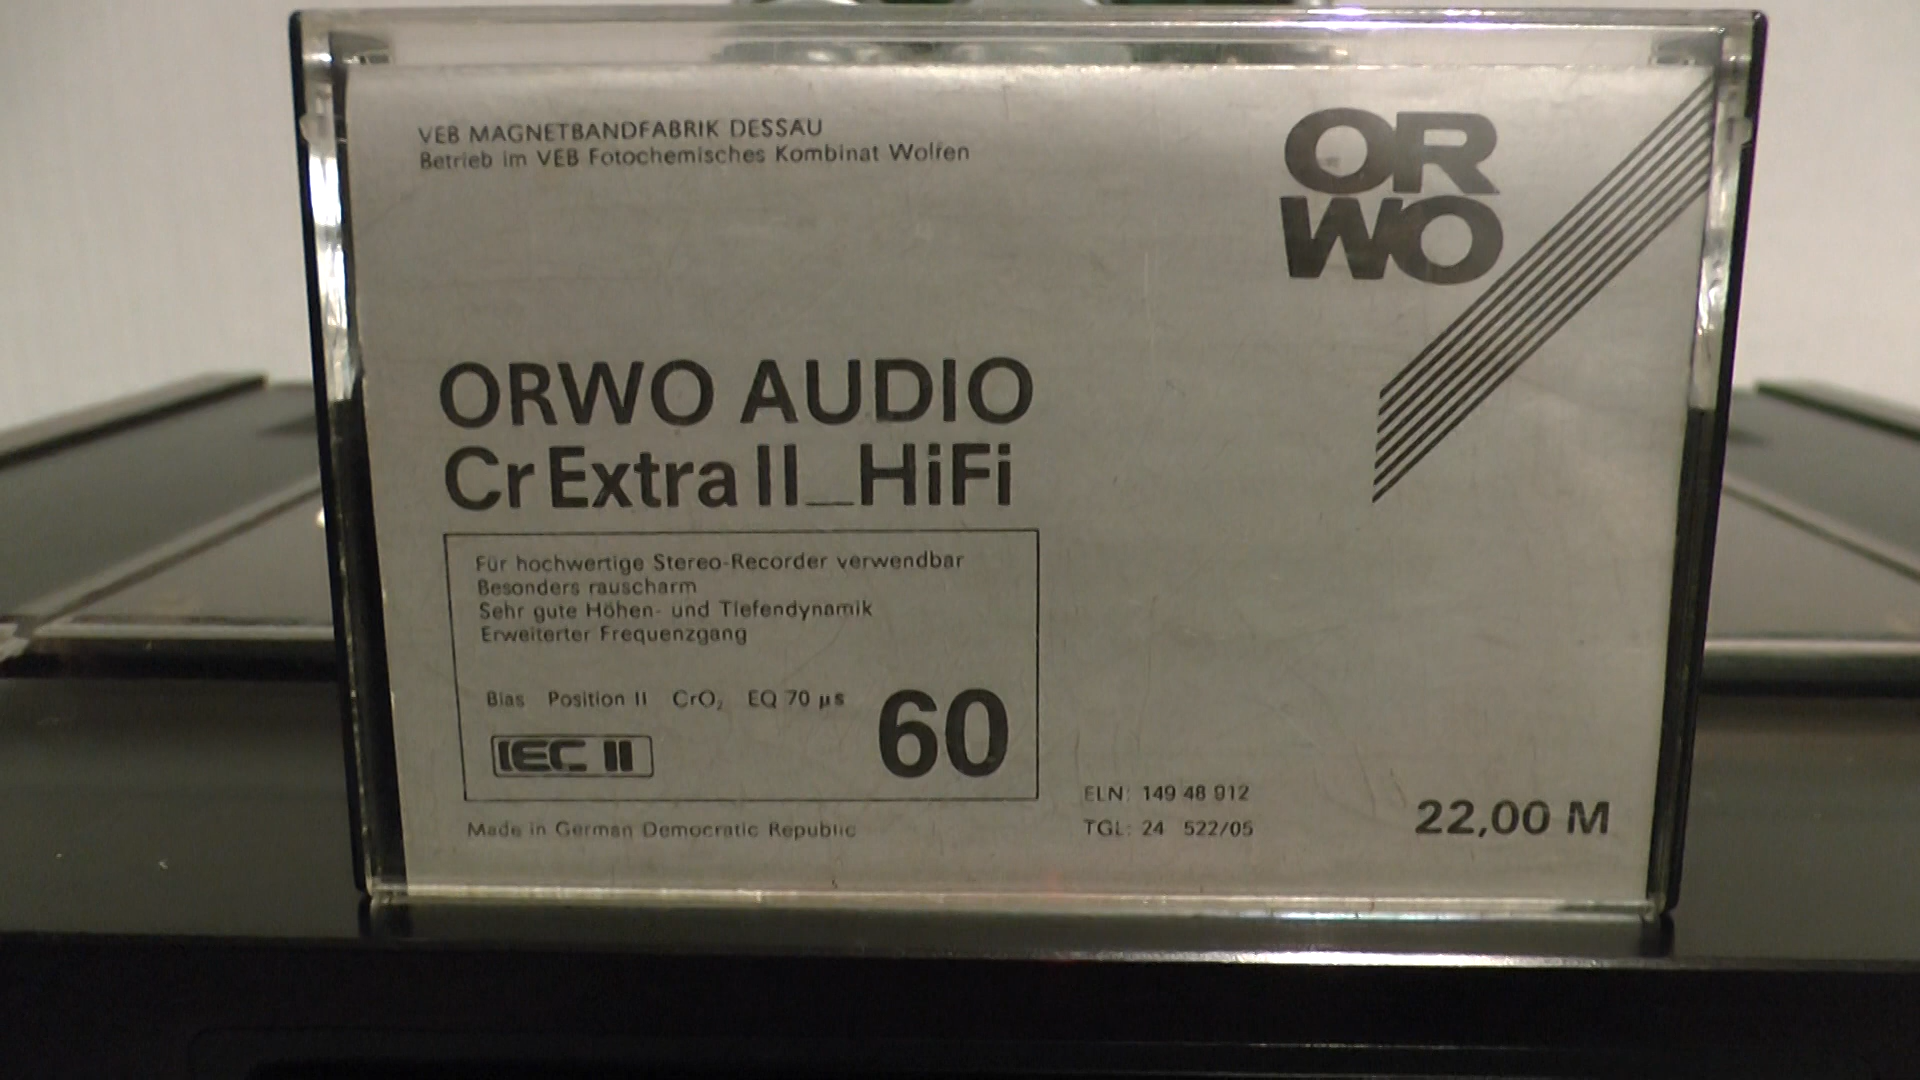 VEB MAGNETBANDFABRIK DESSAU
Betrieb im VEB Fotochemisches Kombinat Wolfen
OR
WO
ORWO AUDIO
Cr Extra II_HiFi
Für hochwertige Stereo-Recorder verwendbar
Besonders rauscharm
Sehr gute Höhen- und Tiefendynamik
Erweiterter Frequenzgang
Bias Position II CrO₂ EQ 70 µs
60
IEC II
Made in German Democratic Republic
ELN: 149 48 012
TGL: 24 522/05
22,00 M